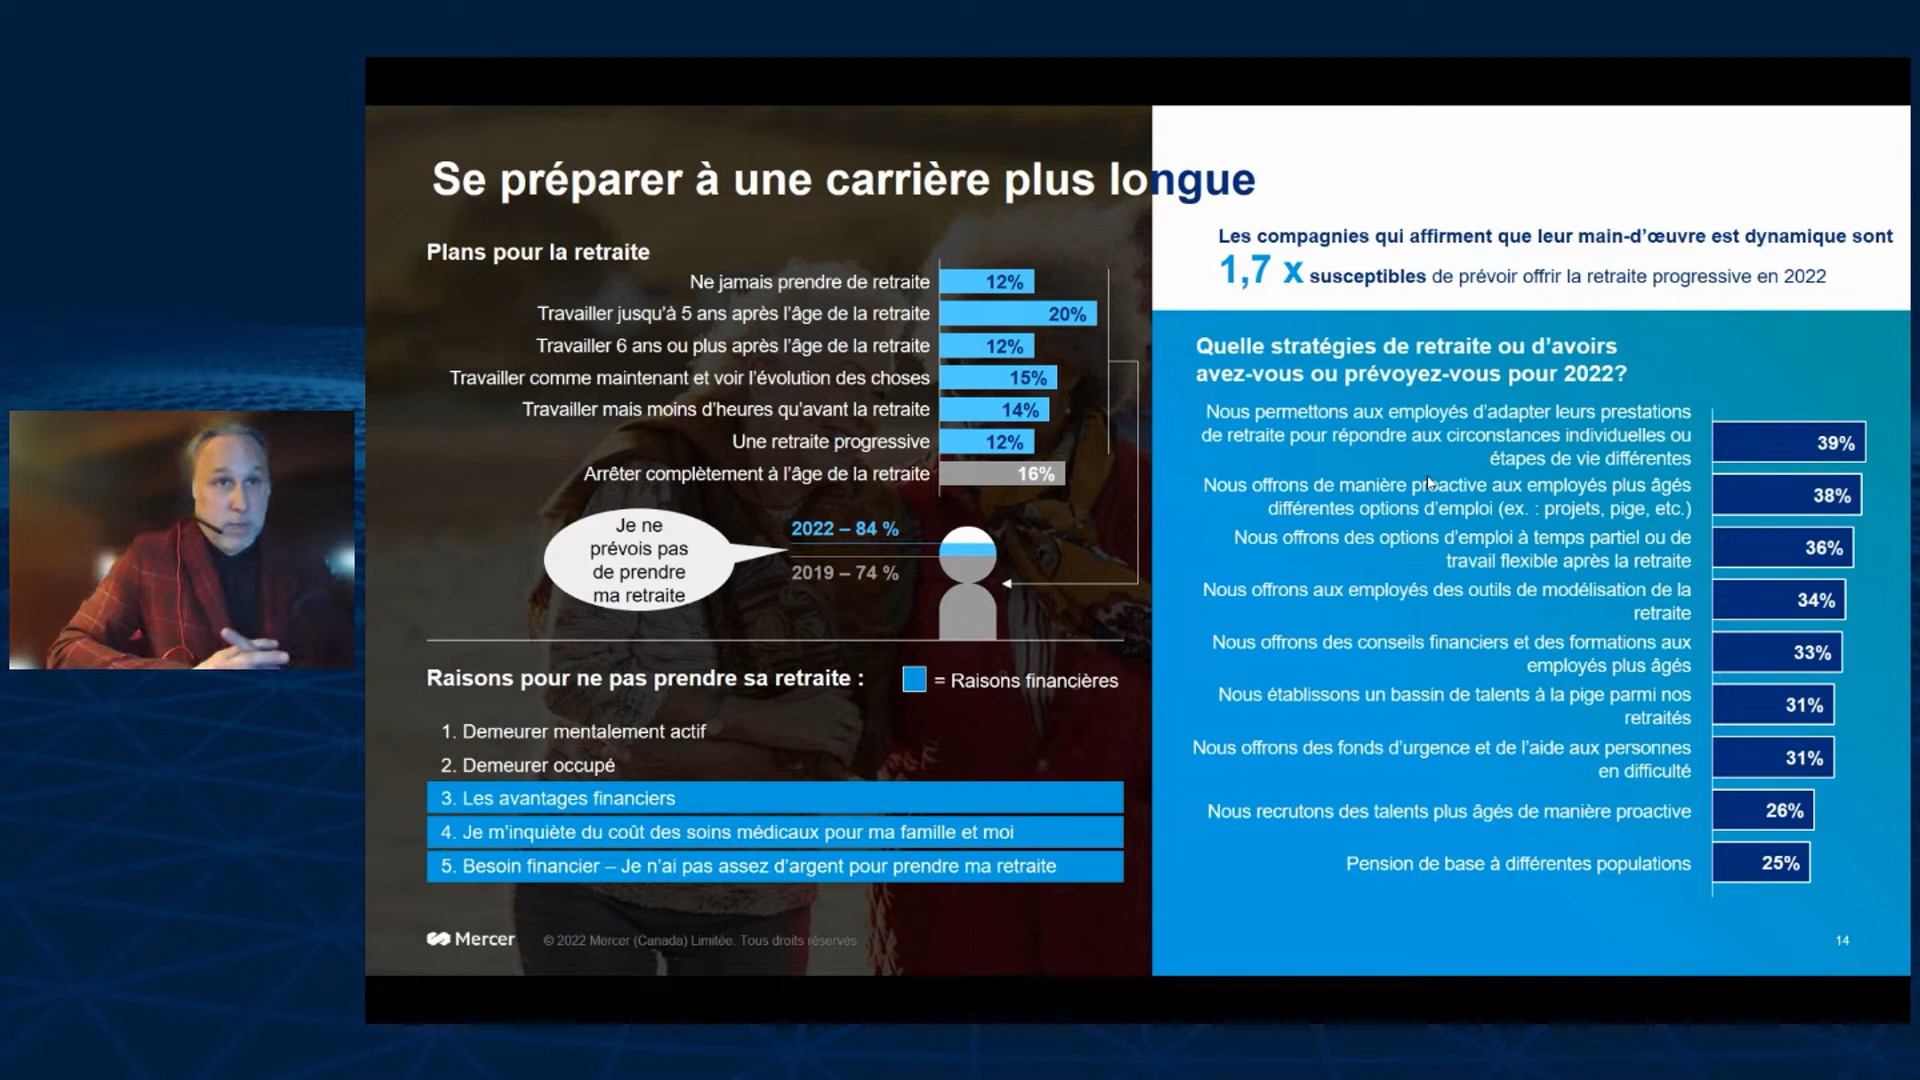 Se préparer à une carrière plus longue
Plans pour la retraite
Ne jamais prendre de retraite 12%
Travailler jusqu'à 5 ans après l'âge de la retraite 20%
Travailler 6 ans ou plus après l'âge de la retraite 12%
Travailler comme maintenant et voir l'évolution des choses 15%
Travailler mais moins d'heures qu'avant la retraite 14%
Une retraite progressive 12%
Arrêter complètement à l'âge de la retraite 16%
Je ne
prévois pas
de prendre
ma retraite
2022 – 84 %
2019 – 74 %
Raisons pour ne pas prendre sa retraite :
= Raisons financières
1. Demeurer mentalement actif
2. Demeurer occupé
3. Les avantages financiers
4. Je m'inquiète du coût des soins médicaux pour ma famille et moi
5. Besoin financier – Je n'ai pas assez d'argent pour prendre ma retraite
Mercer
© 2022 Mercer (Canada) Limitée. Tous droits réservés
Les compagnies qui affirment que leur main-d'œuvre est dynamique sont
1,7 x susceptibles de prévoir offrir la retraite progressive en 2022
Quelle stratégies de retraite ou d'avoirs
avez-vous ou prévoyez-vous pour 2022?
Nous permettons aux employés d'adapter leurs prestations
de retraite pour répondre aux circonstances individuelles ou
étapes de vie différentes
39%
Nous offrons de manière proactive aux employés plus âgés
différentes options d'emploi (ex. : projets, pige, etc.)
38%
Nous offrons des options d'emploi à temps partiel ou de
travail flexible après la retraite
36%
Nous offrons aux employés des outils de modélisation de la
retraite
34%
Nous offrons des conseils financiers et des formations aux
employés plus âgés
33%
Nous établissons un bassin de talents à la pige parmi nos
retraités
31%
Nous offrons des fonds d'urgence et de l'aide aux personnes
en difficulté
31%
Nous recrutons des talents plus âgés de manière proactive 26%
Pension de base à différentes populations 25%
14